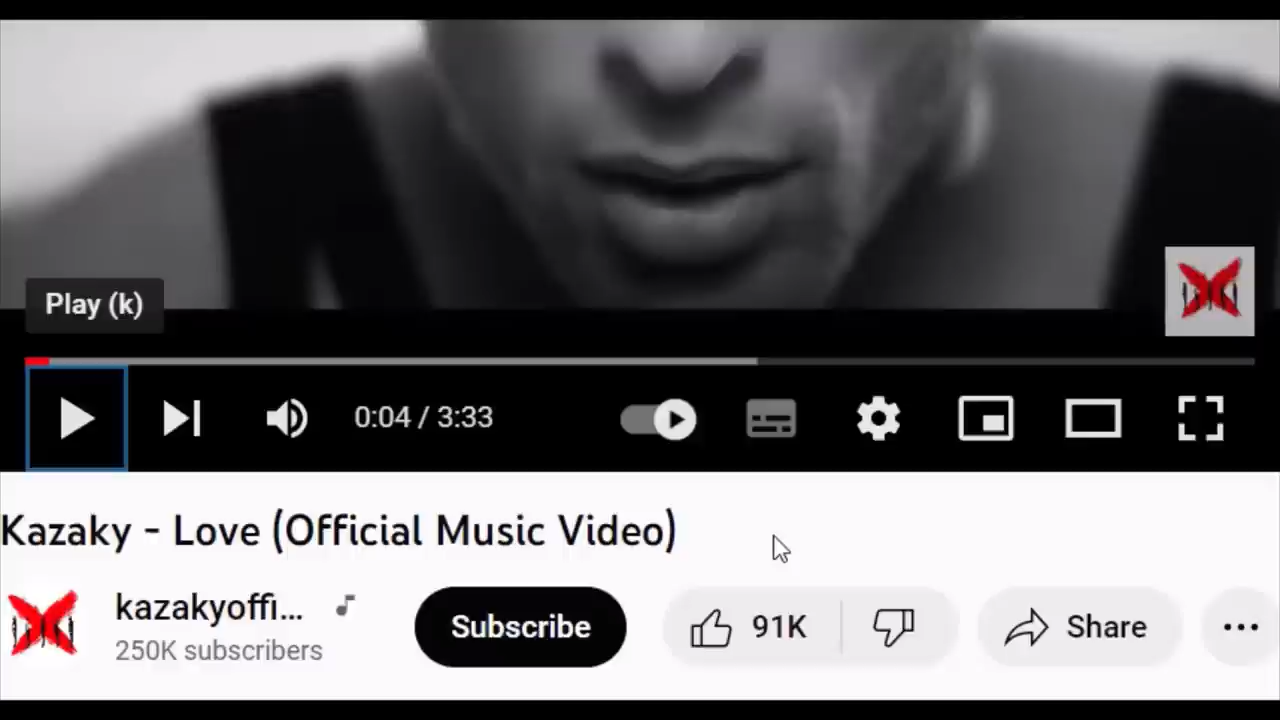 Play (k)
0:04 / 3:33
Kazaky - Love (Official Music Video)
kazakyoffi...
250K subscribers
Subscribe
91K
Share